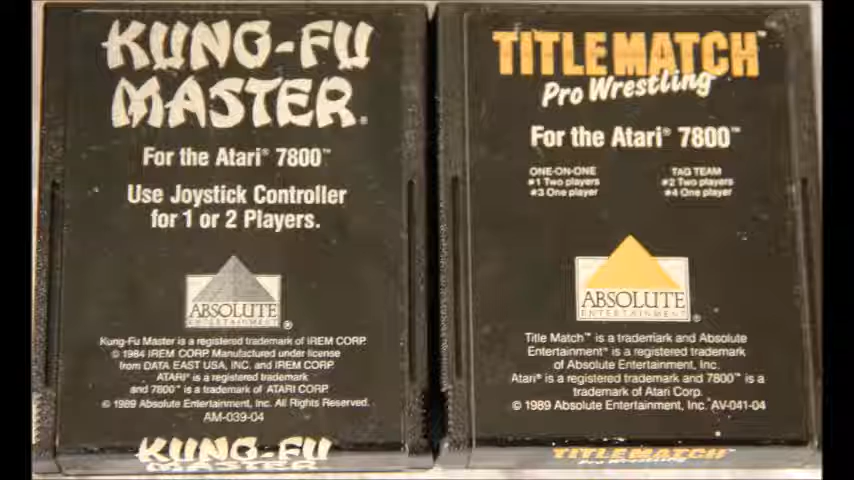 KUNG-FU
MASTER®
For the Atari® 7800™
Use Joystick Controller
for 1 or 2 Players.
ABSOLUTE
ENTERTAINMENT®
Kung-Fu Master is a registered trademark of IREM CORP.
© 1984 IREM CORP. Manufactured under license
from DATA EAST USA, INC. and IREM CORP.
ATARI® is a registered trademark
and 7800™ is a trademark of ATARI CORP.
© 1989 Absolute Entertainment, Inc. All Rights Reserved.
AM-039-04
KUNG-FU
MASTER
TITLE MATCH™
Pro Wrestling
For the Atari® 7800™
ONE-ON-ONE
#1 Two players
#3 One player
TAG TEAM
#2 Two players
#4 One player
ABSOLUTE
ENTERTAINMENT®
Title Match™ is a trademark and Absolute
Entertainment® is a registered trademark
of Absolute Entertainment, Inc.
Atari® is a registered trademark and 7800™ is a
trademark of Atari Corp.
© 1989 Absolute Entertainment, Inc. AV-041-04
TITLE MATCH™
Pro Wrestling